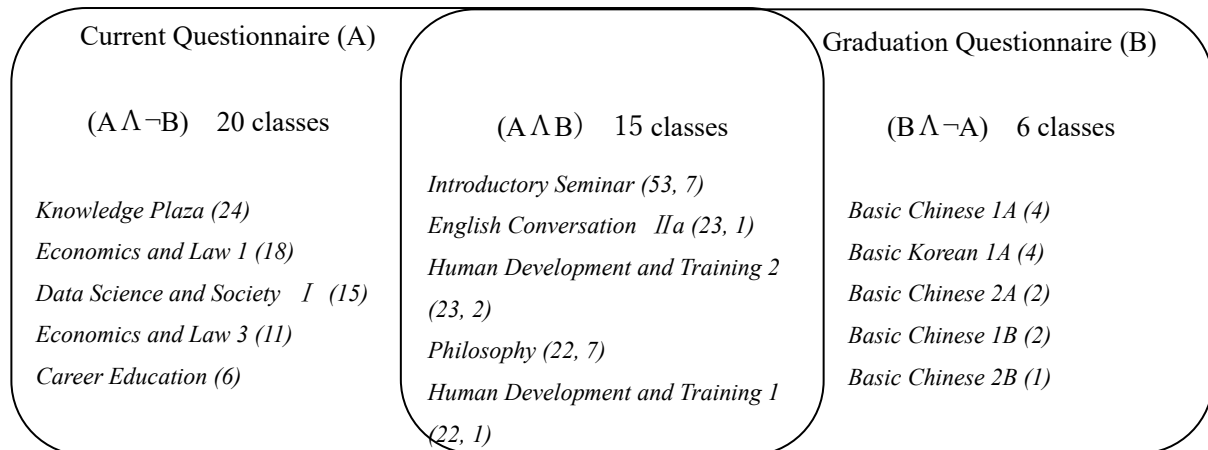 Current Questionnaire (A)
(AΛ¬B) 20 classes
Knowledge Plaza (24)
Economics and Law 1 (18)
Data Science and Society Ⅰ (15)
Economics and Law 3 (11)
Career Education (6)
(AΛB) 15 classes
Introductory Seminar (53, 7)
English Conversation Ⅱa (23, 1)
Human Development and Training 2
(23, 2)
Philosophy (22, 7)
Human Development and Training 1
(22, 1)
Graduation Questionnaire (B)
(BΛ¬A) 6 classes
Basic Chinese 1A (4)
Basic Korean 1A (4)
Basic Chinese 2A (2)
Basic Chinese 1B (2)
Basic Chinese 2B (1)